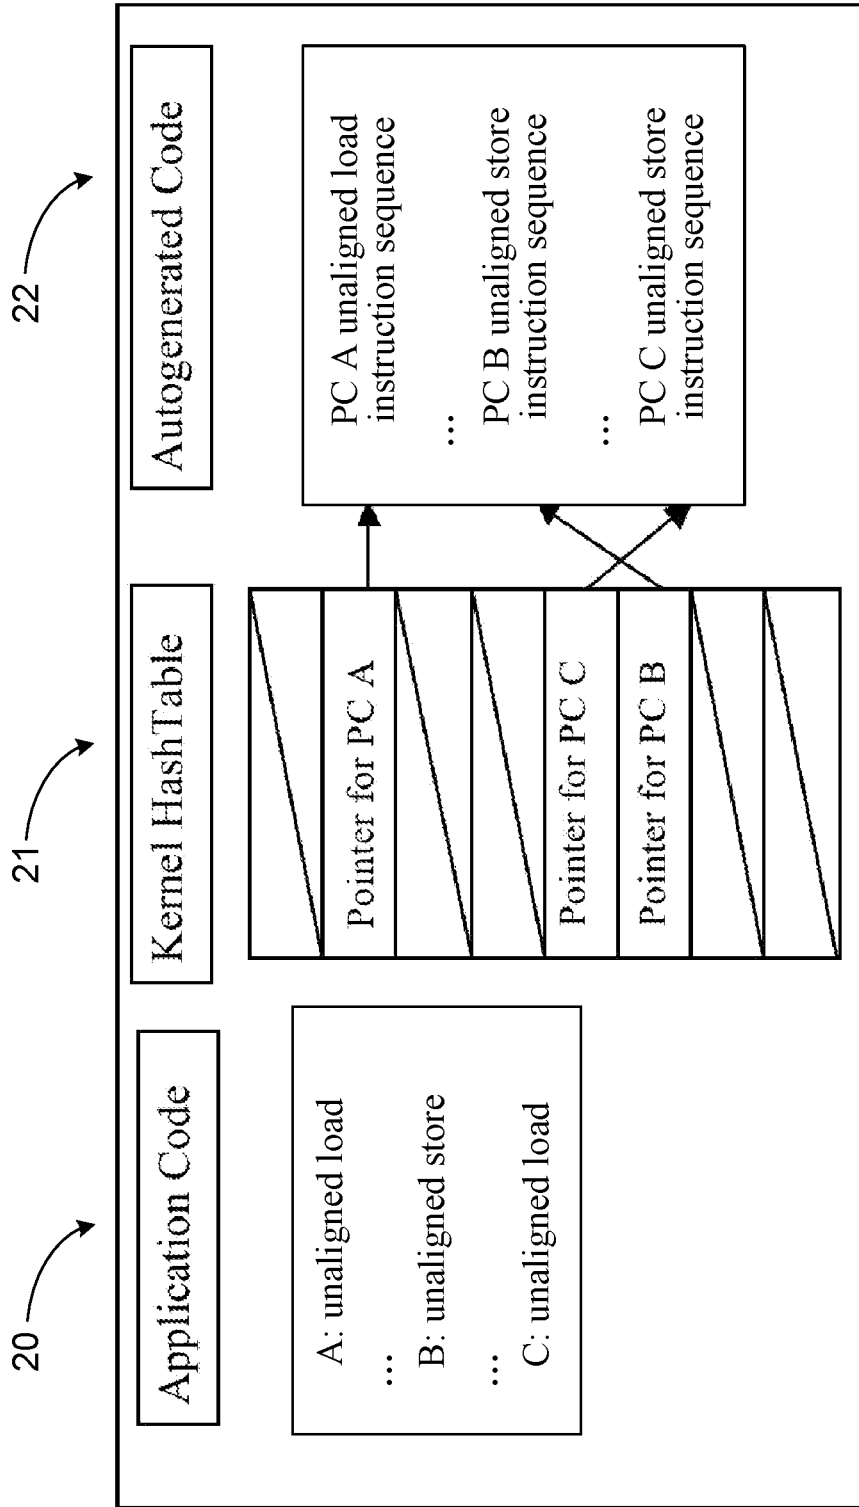 20
21
22
Application Code
Kernel HashTable
Autogenerated Code
A: unaligned load
...
B: unaligned store
...
C: unaligned load
Pointer for PC A
Pointer for PC C
Pointer for PC B
PC A unaligned load
instruction sequence
...
PC B unaligned store
instruction sequence
...
PC C unaligned store
instruction sequence